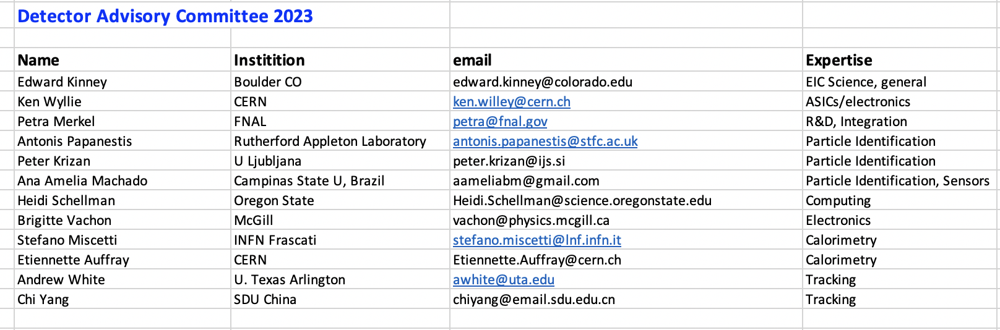 Detector Advisory Committee 2023
Name Institition email Expertise
Edward Kinney Boulder CO edward.kinney@colorado.edu EIC Science, general
Ken Wyllie CERN ken.willey@cern.ch ASICs/electronics
Petra Merkel FNAL petra@fnal.gov R&D, Integration
Antonis Papanestis Rutherford Appleton Laboratory antonis.papanestis@stfc.ac.uk Particle Identification
Peter Krizan U Ljubljana peter.krizan@ijs.si Particle Identification
Ana Amelia Machado Campinas State U, Brazil aameliabm@gmail.com Particle Identification, Sensors
Heidi Schellman Oregon State Heidi.Schellman@science.oregonstate.edu Computing
Brigitte Vachon McGill vachon@physics.mcgill.ca Electronics
Stefano Miscetti INFN Frascati stefano.miscetti@lnf.infn.it Calorimetry
Etiennette Auffray CERN Etiennette.Auffray@cern.ch Calorimetry
Andrew White U. Texas Arlington awhite@uta.edu Tracking
Chi Yang SDU China chiyang@email.sdu.edu.cn Tracking